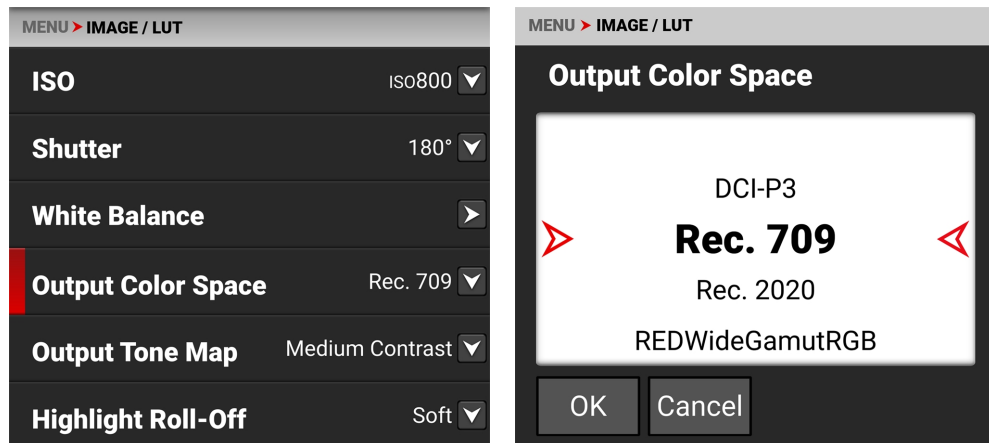 MENU IMAGE / LUT
ISO ISO800
Shutter 180°
White Balance
Output Color Space Rec. 709
Output Tone Map Medium Contrast
Highlight Roll-Off Soft
MENU IMAGE / LUT
Output Color Space
DCI-P3
Rec. 709
Rec. 2020
REDWideGamutRGB
OK Cancel